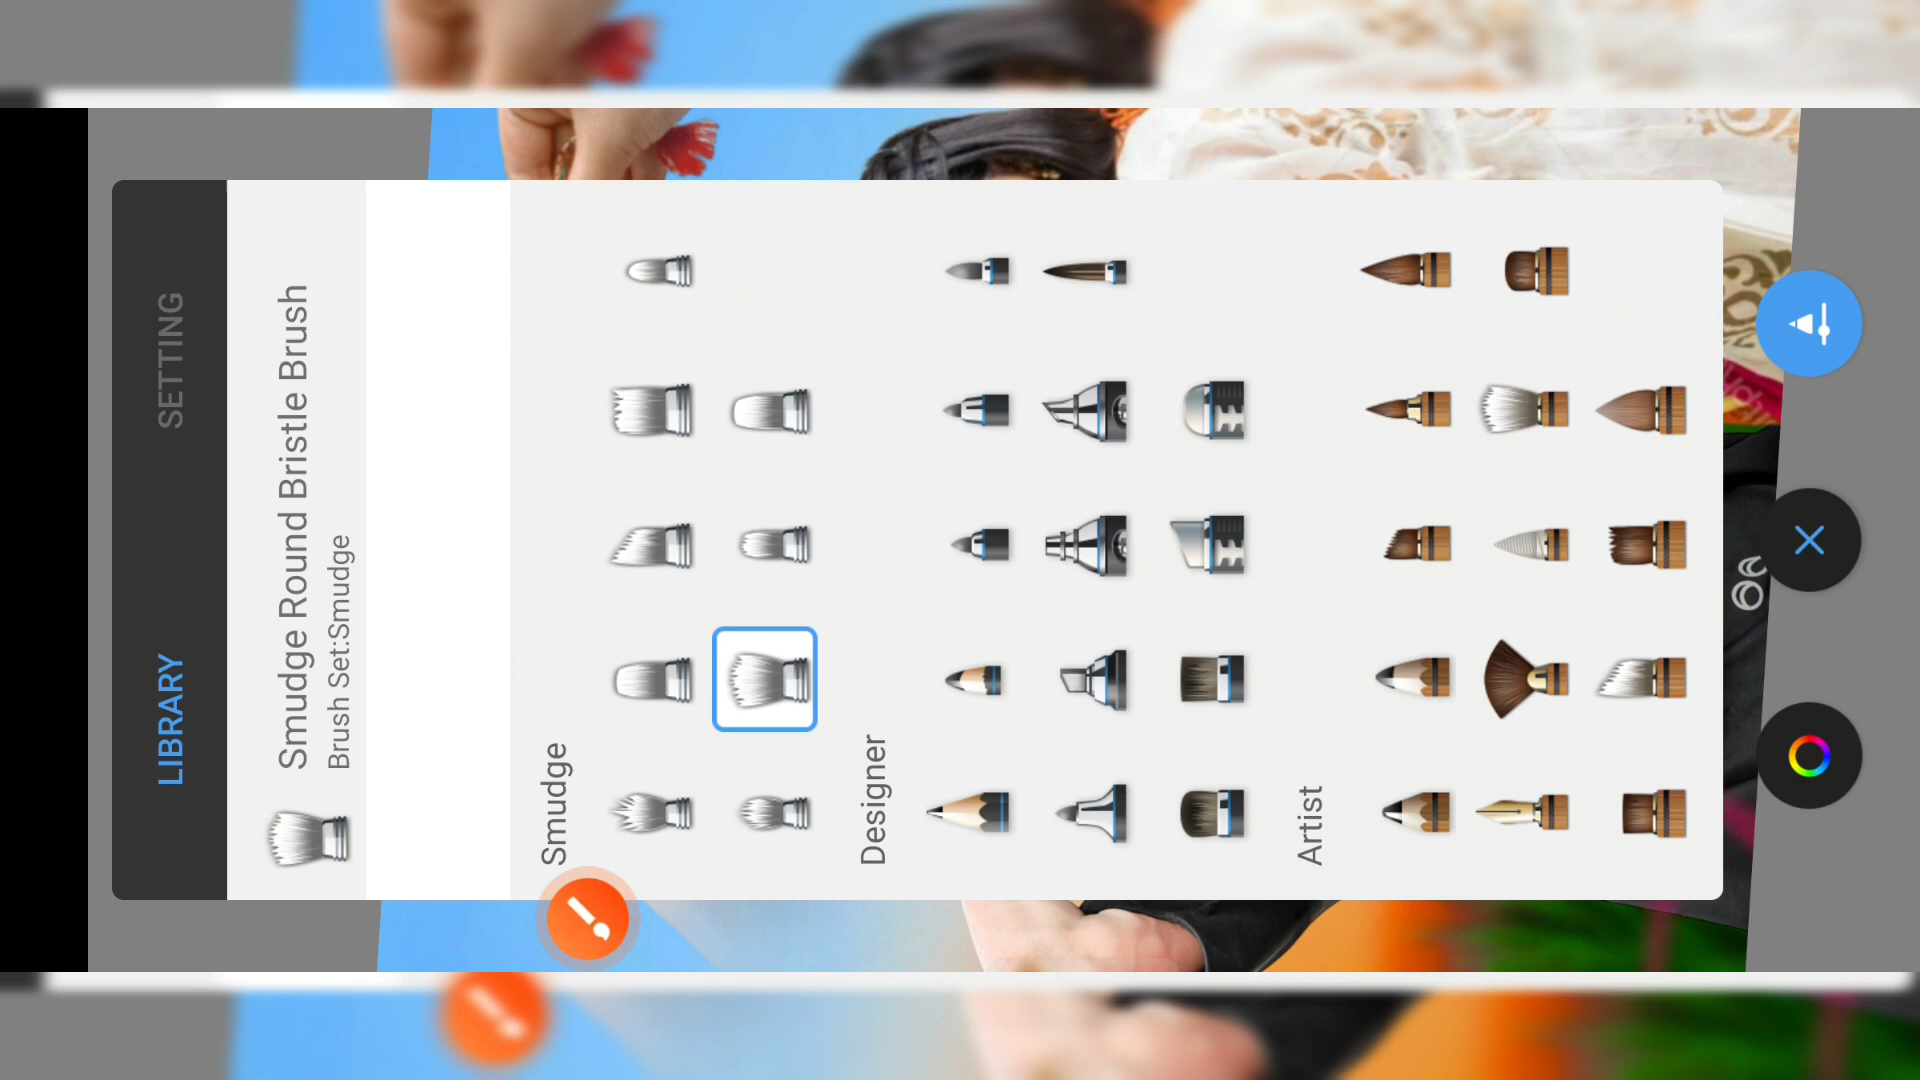 LIBRARY
SETTING
Smudge Round Bristle Brush
Brush Set:Smudge
Smudge
Designer
Artist